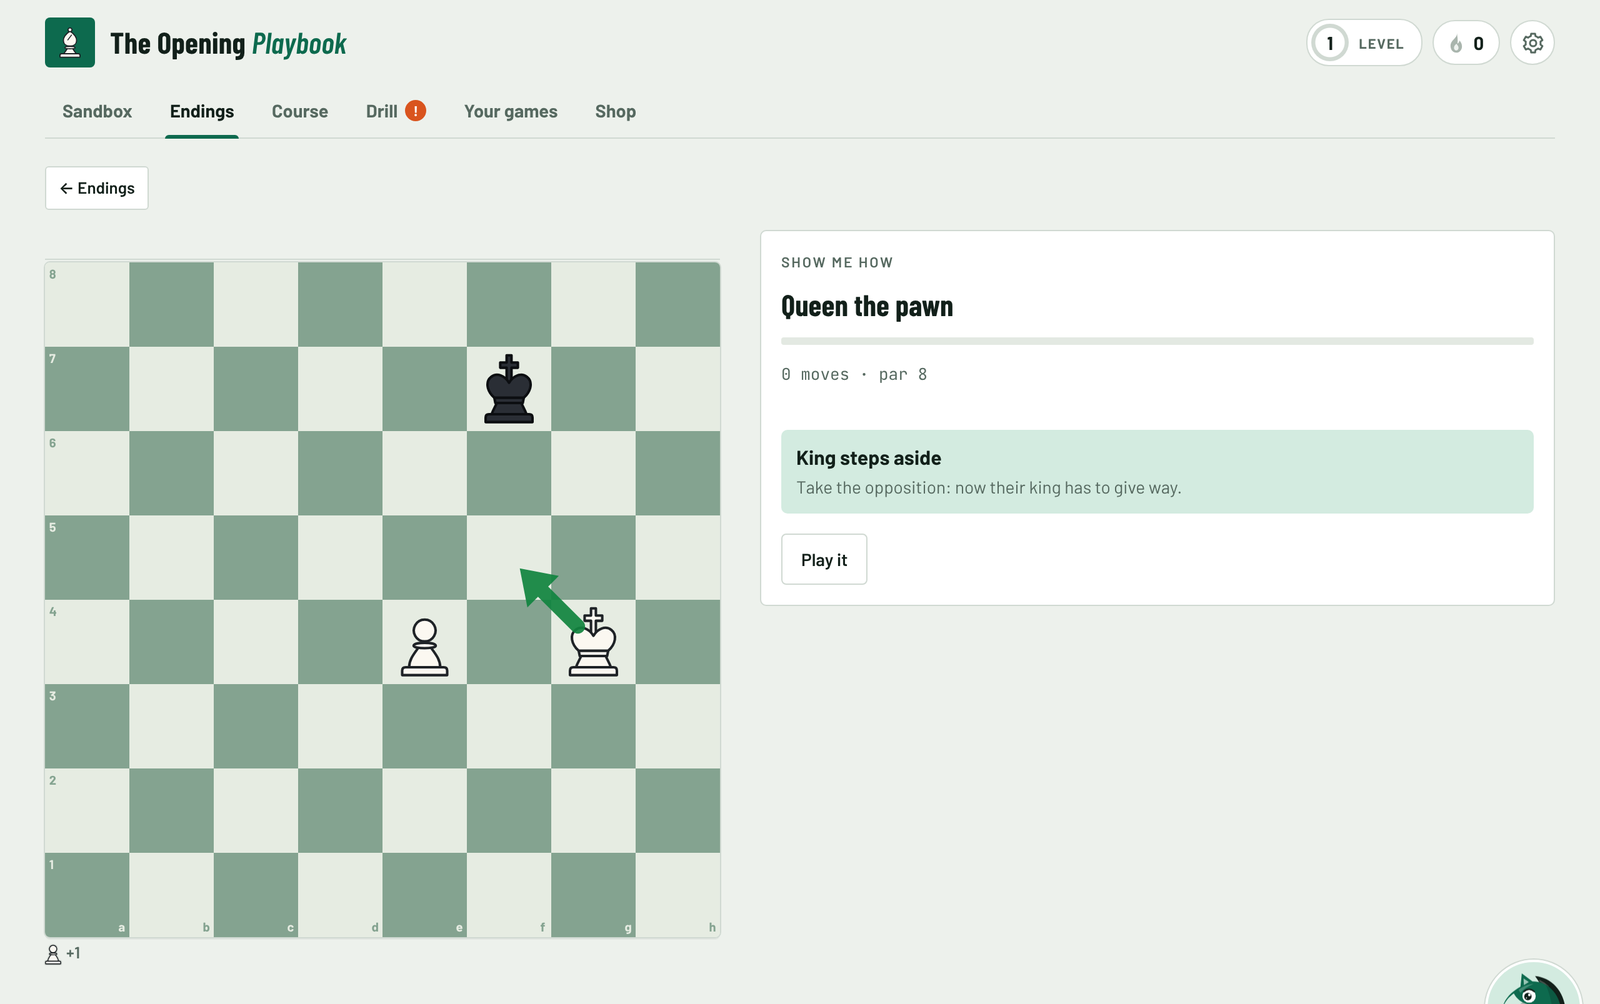 The Opening Playbook
1 LEVEL
0
Sandbox
Endings
Course
Drill !
Your games
Shop
← Endings
SHOW ME HOW
Queen the pawn
0 moves · par 8
King steps aside
Take the opposition: now their king has to give way.
Play it
8
7
6
5
4
3
2
1
a b c d e f g h
+1